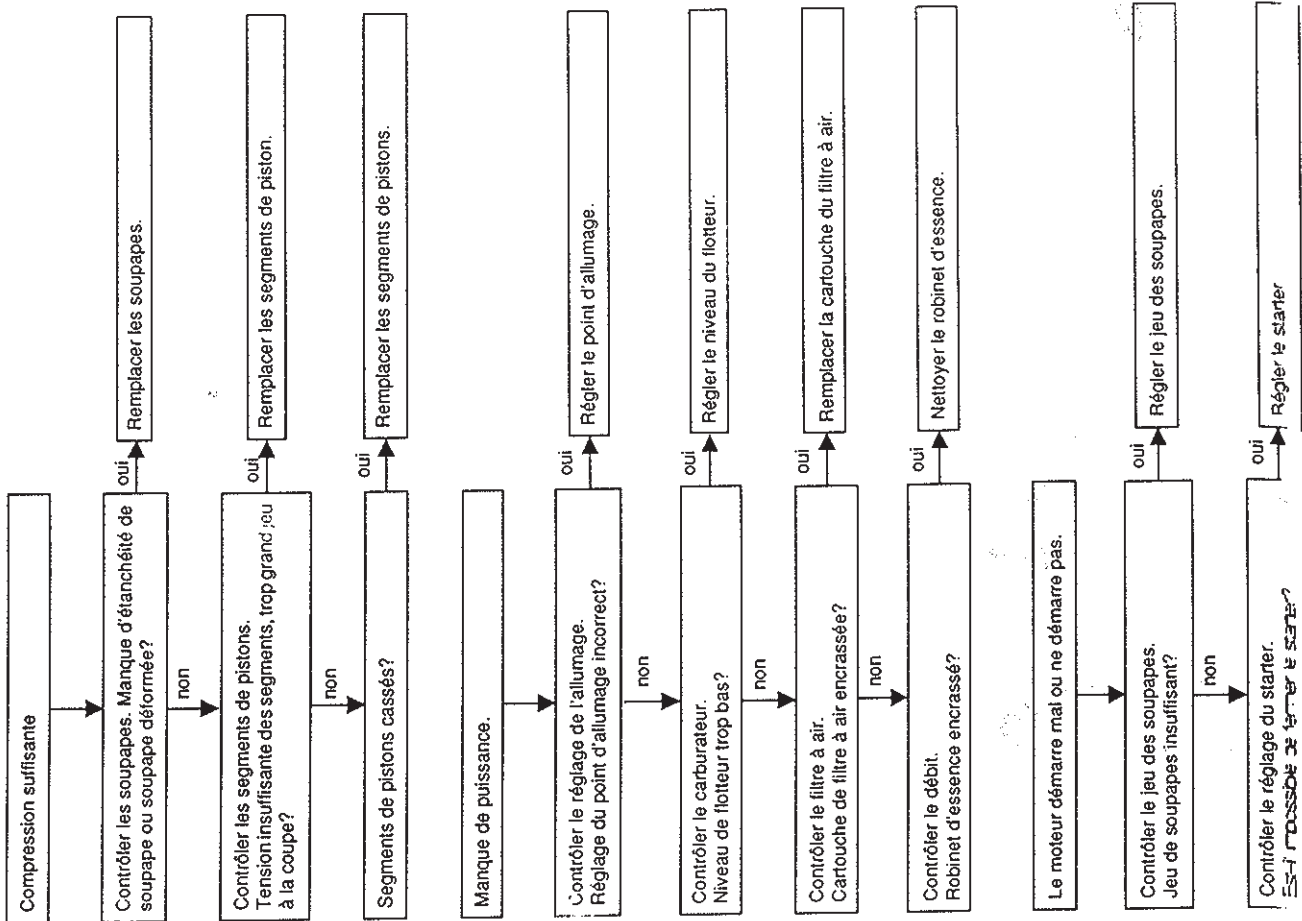 Compression suffisante
Contrôler les soupapes. Manque d'étanchéité de
soupape ou soupape déformée?
oui
Remplacer les soupapes.
non
Contrôler les segments de pistons.
Tension insuffisante des segments, trop grand jeu
à la coupe?
oui
Remplacer les segments de piston.
non
Segments de pistons cassés?
oui
Remplacer les segments de pistons.
Manque de puissance.
Contrôler le réglage de l'allumage.
Réglage du point d'allumage incorrect?
oui
Régler le point d'allumage.
non
Contrôler le carburateur.
Niveau de flotteur trop bas?
oui
Régler le niveau du flotteur.
non
Contrôler le filtre à air.
Cartouche de filtre à air encrassée?
oui
Remplacer la cartouche du filtre à air.
non
Contrôler le débit.
Robinet d'essence encrassé?
oui
Nettoyer le robinet d'essence.
Le moteur démarre mal ou ne démarre pas.
Contrôler le jeu des soupapes.
Jeu de soupapes insuffisant?
oui
Régler le jeu des soupapes.
non
Contrôler le réglage du starter.
Est-il impossible de fermer le starter?
oui
Régler le starter